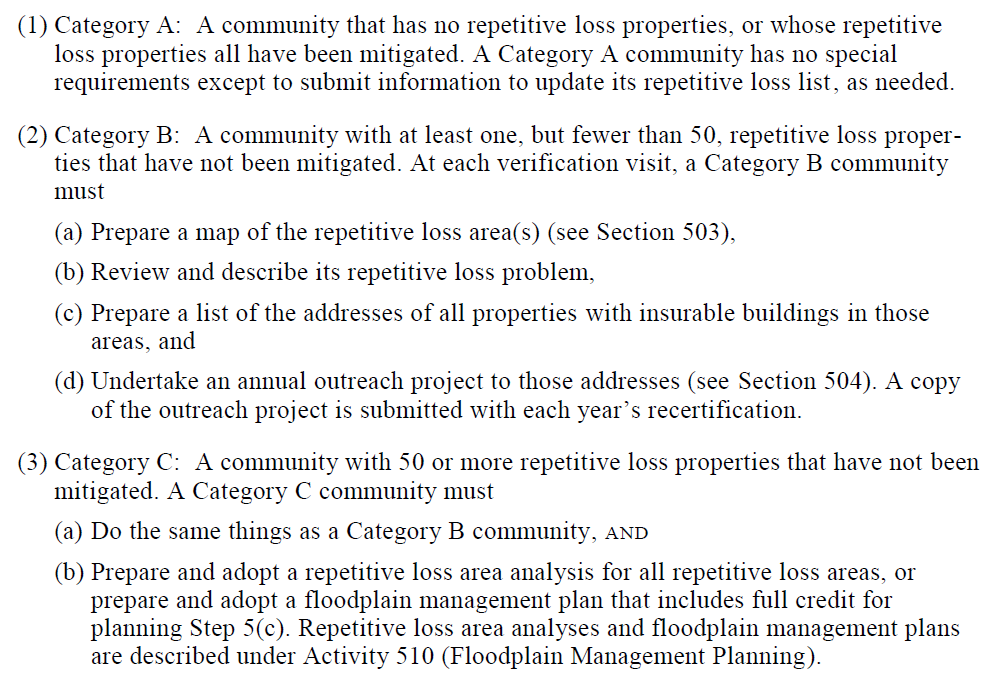 (1) Category A: A community that has no repetitive loss properties, or whose repetitive
loss properties all have been mitigated. A Category A community has no special
requirements except to submit information to update its repetitive loss list, as needed.
(2) Category B: A community with at least one, but fewer than 50, repetitive loss proper-
ties that have not been mitigated. At each verification visit, a Category B community
must
(a) Prepare a map of the repetitive loss area(s) (see Section 503),
(b) Review and describe its repetitive loss problem,
(c) Prepare a list of the addresses of all properties with insurable buildings in those
areas, and
(d) Undertake an annual outreach project to those addresses (see Section 504). A copy
of the outreach project is submitted with each year’s recertification.
(3) Category C: A community with 50 or more repetitive loss properties that have not been
mitigated. A Category C community must
(a) Do the same things as a Category B community, AND
(b) Prepare and adopt a repetitive loss area analysis for all repetitive loss areas, or
prepare and adopt a floodplain management plan that includes full credit for
planning Step 5(c). Repetitive loss area analyses and floodplain management plans
are described under Activity 510 (Floodplain Management Planning).